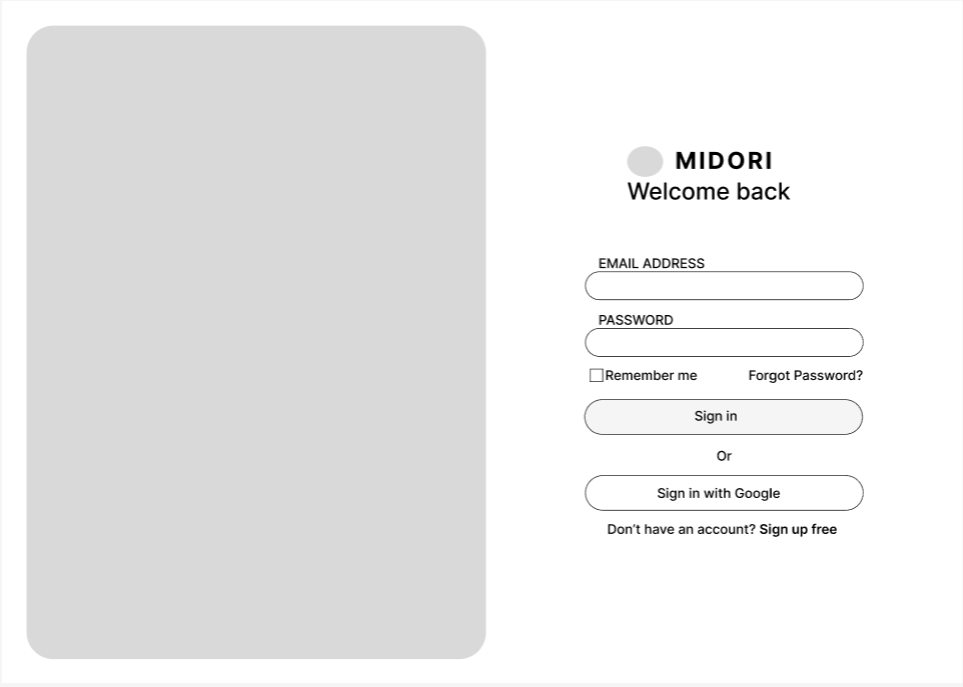 MIDORI
Welcome back
EMAIL ADDRESS
PASSWORD
Remember me Forgot Password?
Sign in
Or
Sign in with Google
Don't have an account? Sign up free